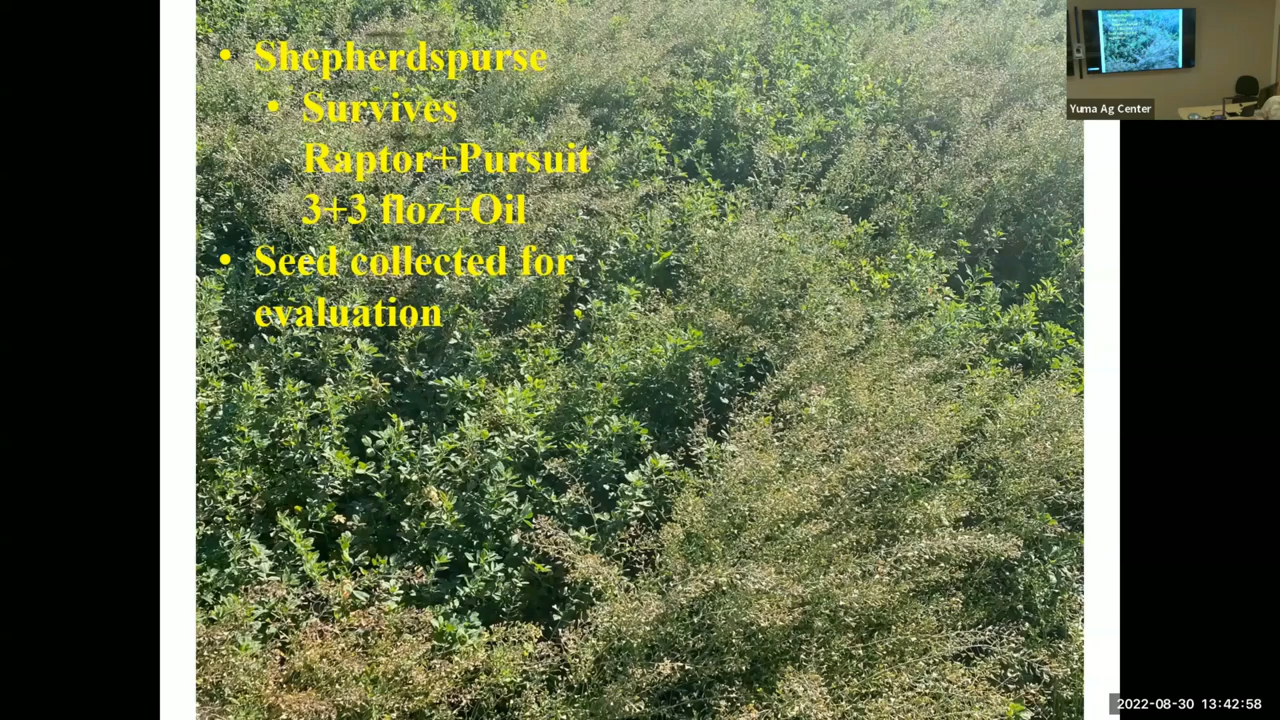 • Shepherdspurse
• Survives
Raptor+Pursuit
3+3 floz+Oil
• Seed collected for
evaluation
Yuma Ag Center
2022-08-30 13:42:58